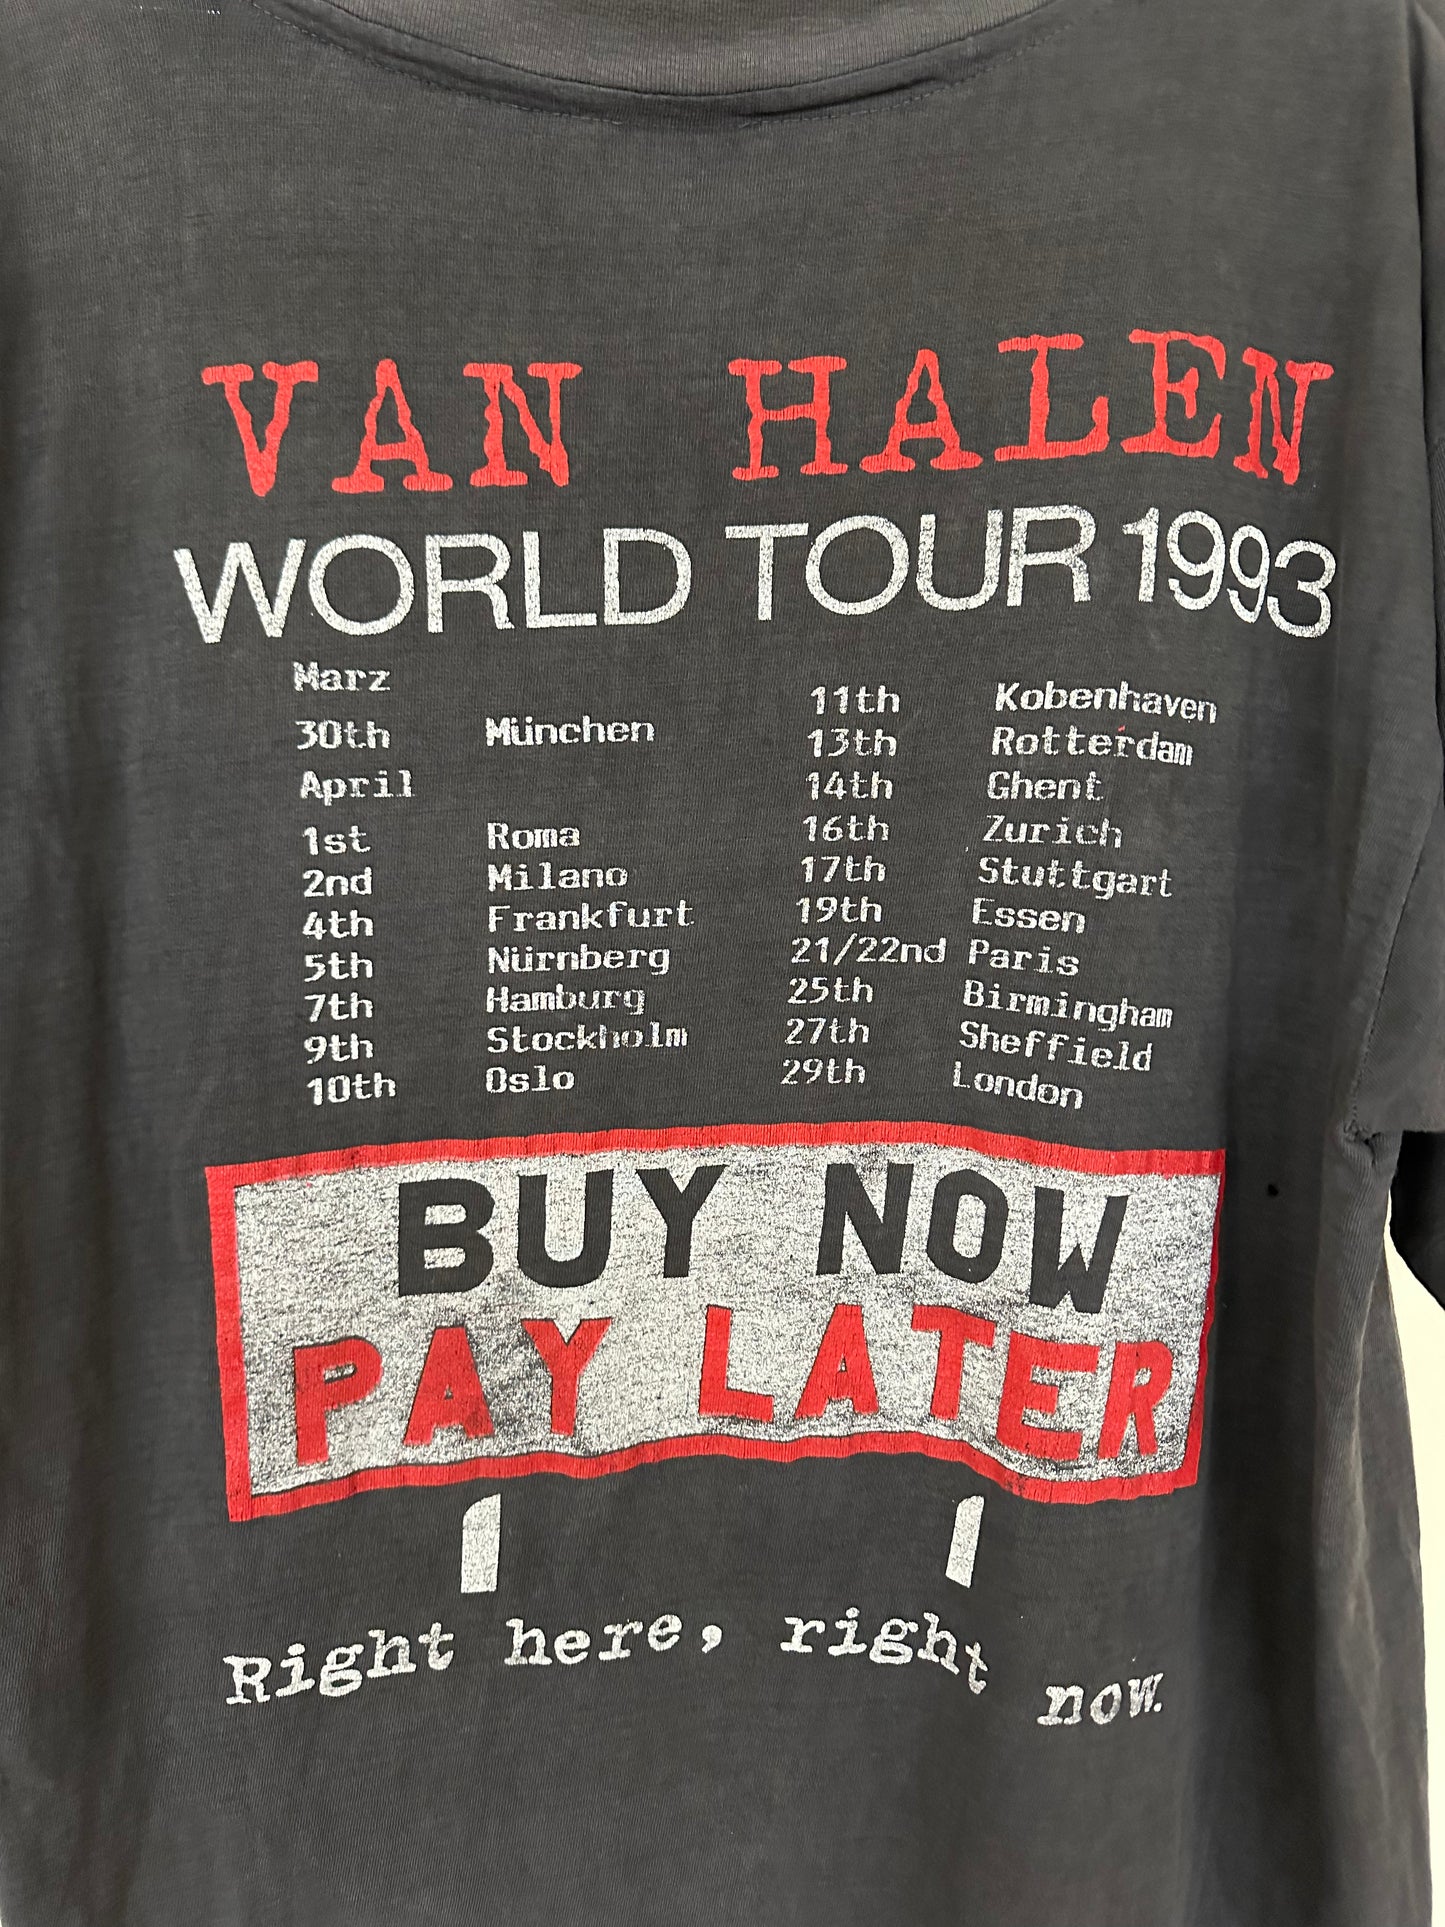 VAN HALEN
WORLD TOUR 1993
Marz
30th München
April
1st Roma
2nd Milano
4th Frankfurt
5th Nürnberg
7th Hamburg
9th Stockholm
10th Oslo
11th Kobenhaven
13th Rotterdam
14th Ghent
16th Zurich
17th Stuttgart
19th Essen
21/22nd Paris
25th Birmingham
27th Sheffield
29th London
BUY NOW
PAY LATER
Right here, right now.